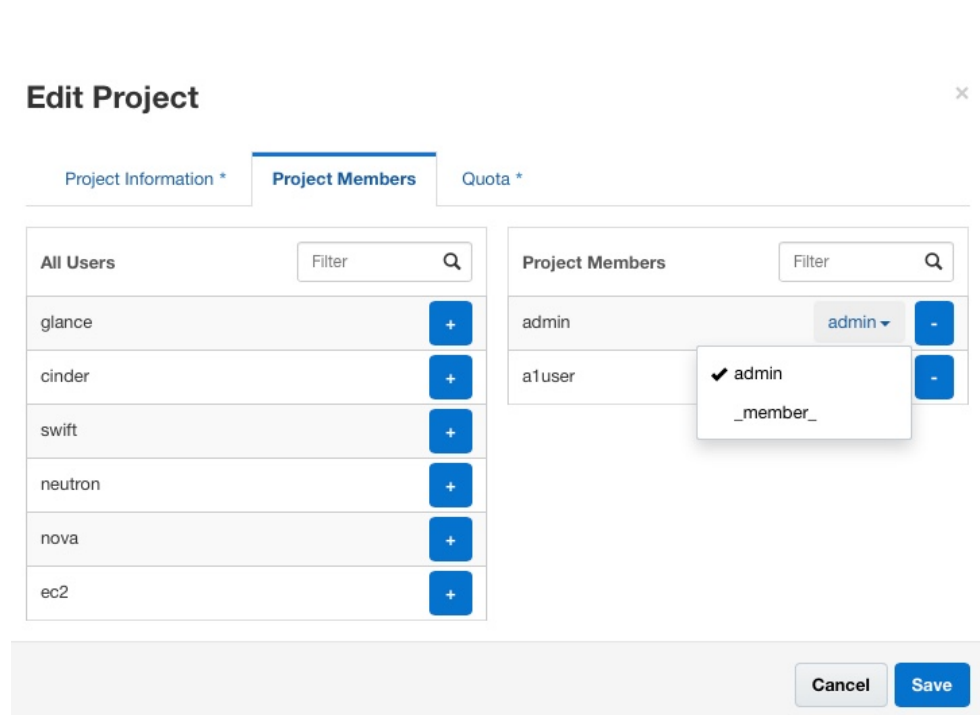 Edit Project
×
Project Information *
Project Members
Quota *
All Users
Filter
glance
+
cinder
+
swift
+
neutron
+
nova
+
ec2
+
Project Members
Filter
admin
admin
-
a1user
-
admin
_member_
Cancel
Save